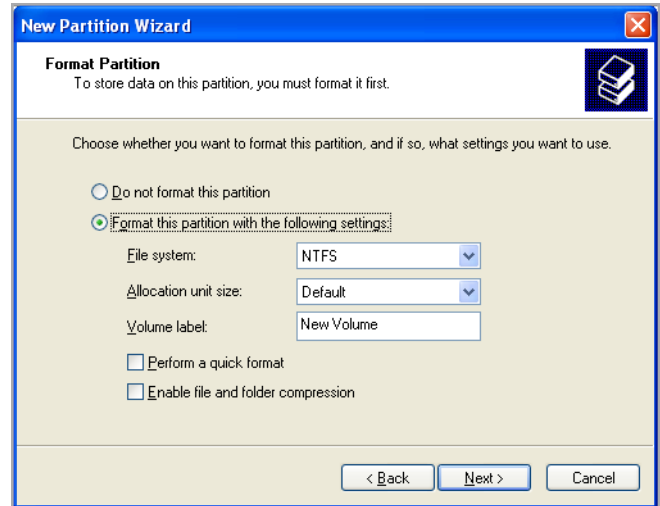 New Partition Wizard
Format Partition
To store data on this partition, you must format it first.
Choose whether you want to format this partition, and if so, what settings you want to use.
Do not format this partition
Format this partition with the following settings:
File system: NTFS
Allocation unit size: Default
Volume label: New Volume
Perform a quick format
Enable file and folder compression
< Back Next > Cancel